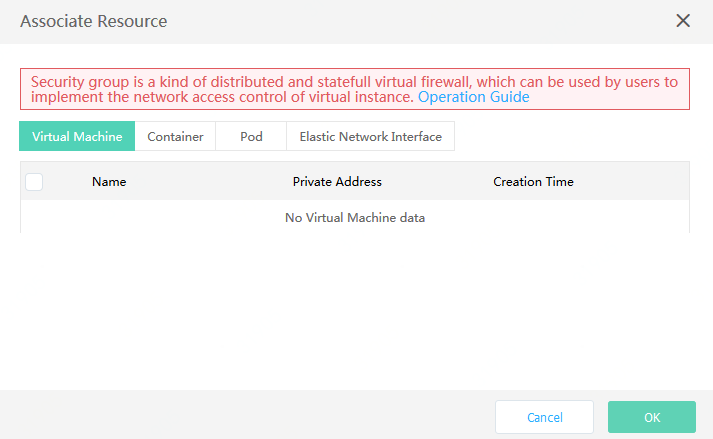 Associate Resource
Security group is a kind of distributed and statefull virtual firewall, which can be used by users to
implement the network access control of virtual instance. Operation Guide
Virtual Machine Container Pod Elastic Network Interface
Name Private Address Creation Time
No Virtual Machine data
Cancel OK